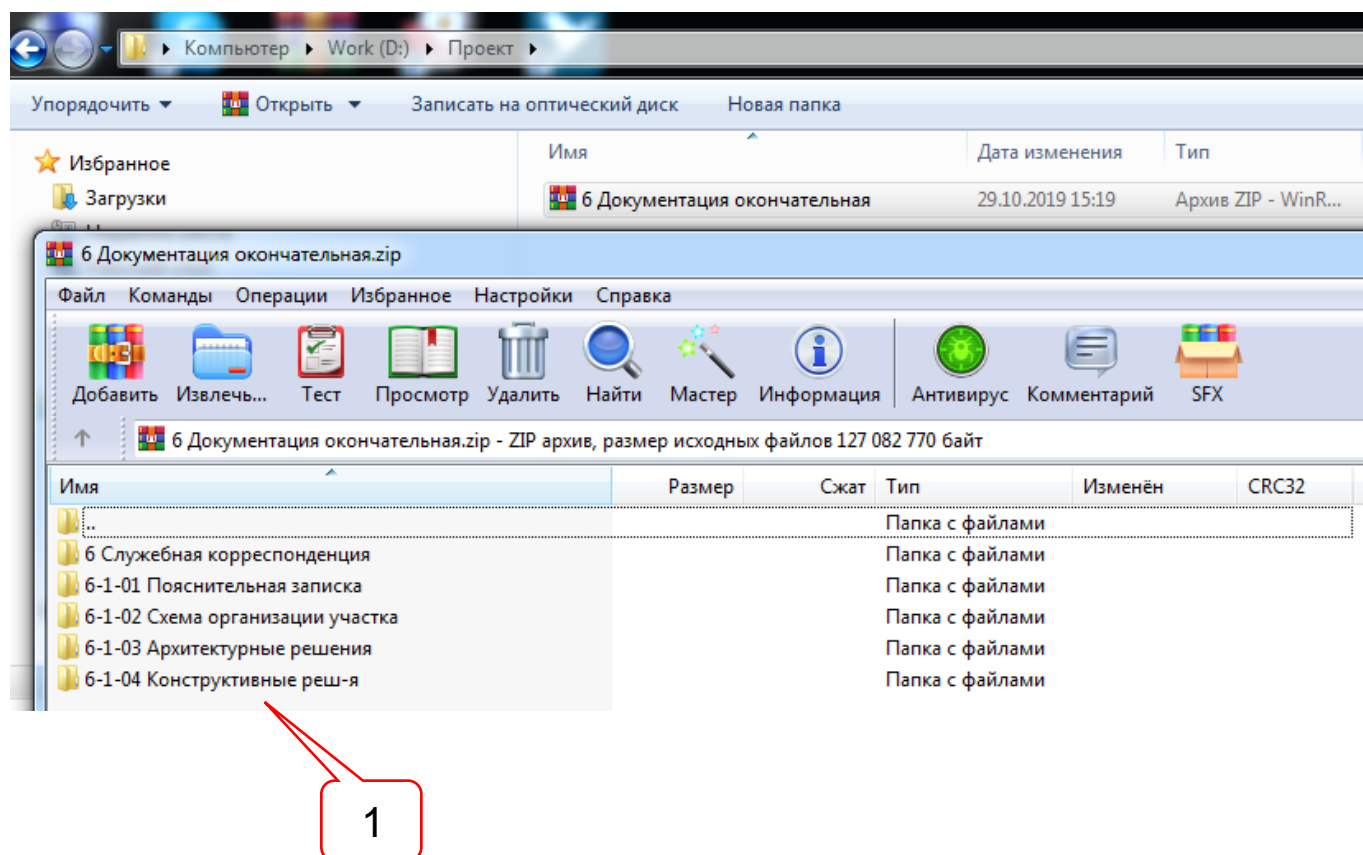 Компьютер Work (D:) Проект
Упорядочить Открыть Записать на оптический диск Новая папка
Избранное
Загрузки
Имя Дата изменения Тип
6 Документация окончательная 29.10.2019 15:19 Архив ZIP - WinR...
6 Документация окончательная.zip
Файл Команды Операции Избранное Настройки Справка
Добавить Извлечь... Тест Просмотр Удалить Найти Мастер Информация Антивирус Комментарий SFX
6 Документация окончательная.zip - ZIP архив, размер исходных файлов 127 082 770 байт
Имя Размер Сжат Тип Изменён CRC32
.. Папка с файлами
6 Служебная корреспонденция Папка с файлами
6-1-01 Пояснительная записка Папка с файлами
6-1-02 Схема организации участка Папка с файлами
6-1-03 Архитектурные решения Папка с файлами
6-1-04 Конструктивные реш-я Папка с файлами
1